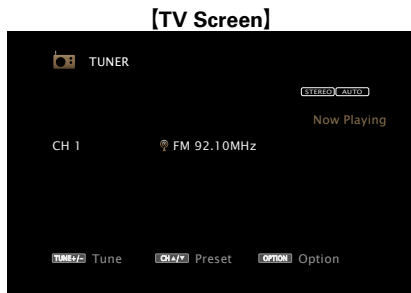 【TV Screen】
TUNER
STEREO AUTO
Now Playing
CH 1 FM 92.10MHz
TUNE+/- Tune CH▲/▼ Preset OPTION Option